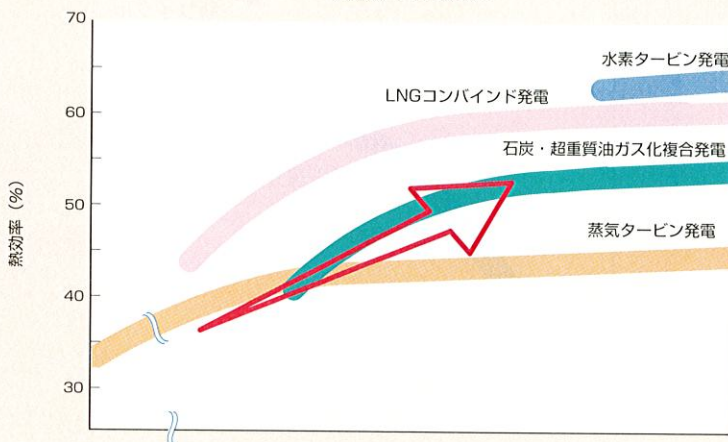 70
水素タービン発電
LNGコンバインド発電
60
石炭・超重質油ガス化複合発電
熱効率 (%)
50
蒸気タービン発電
40
30